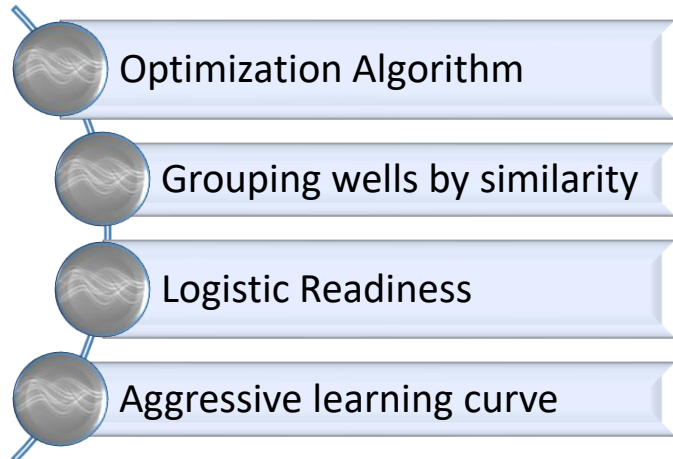 Optimization Algorithm
Grouping wells by similarity
Logistic Readiness
Aggressive learning curve